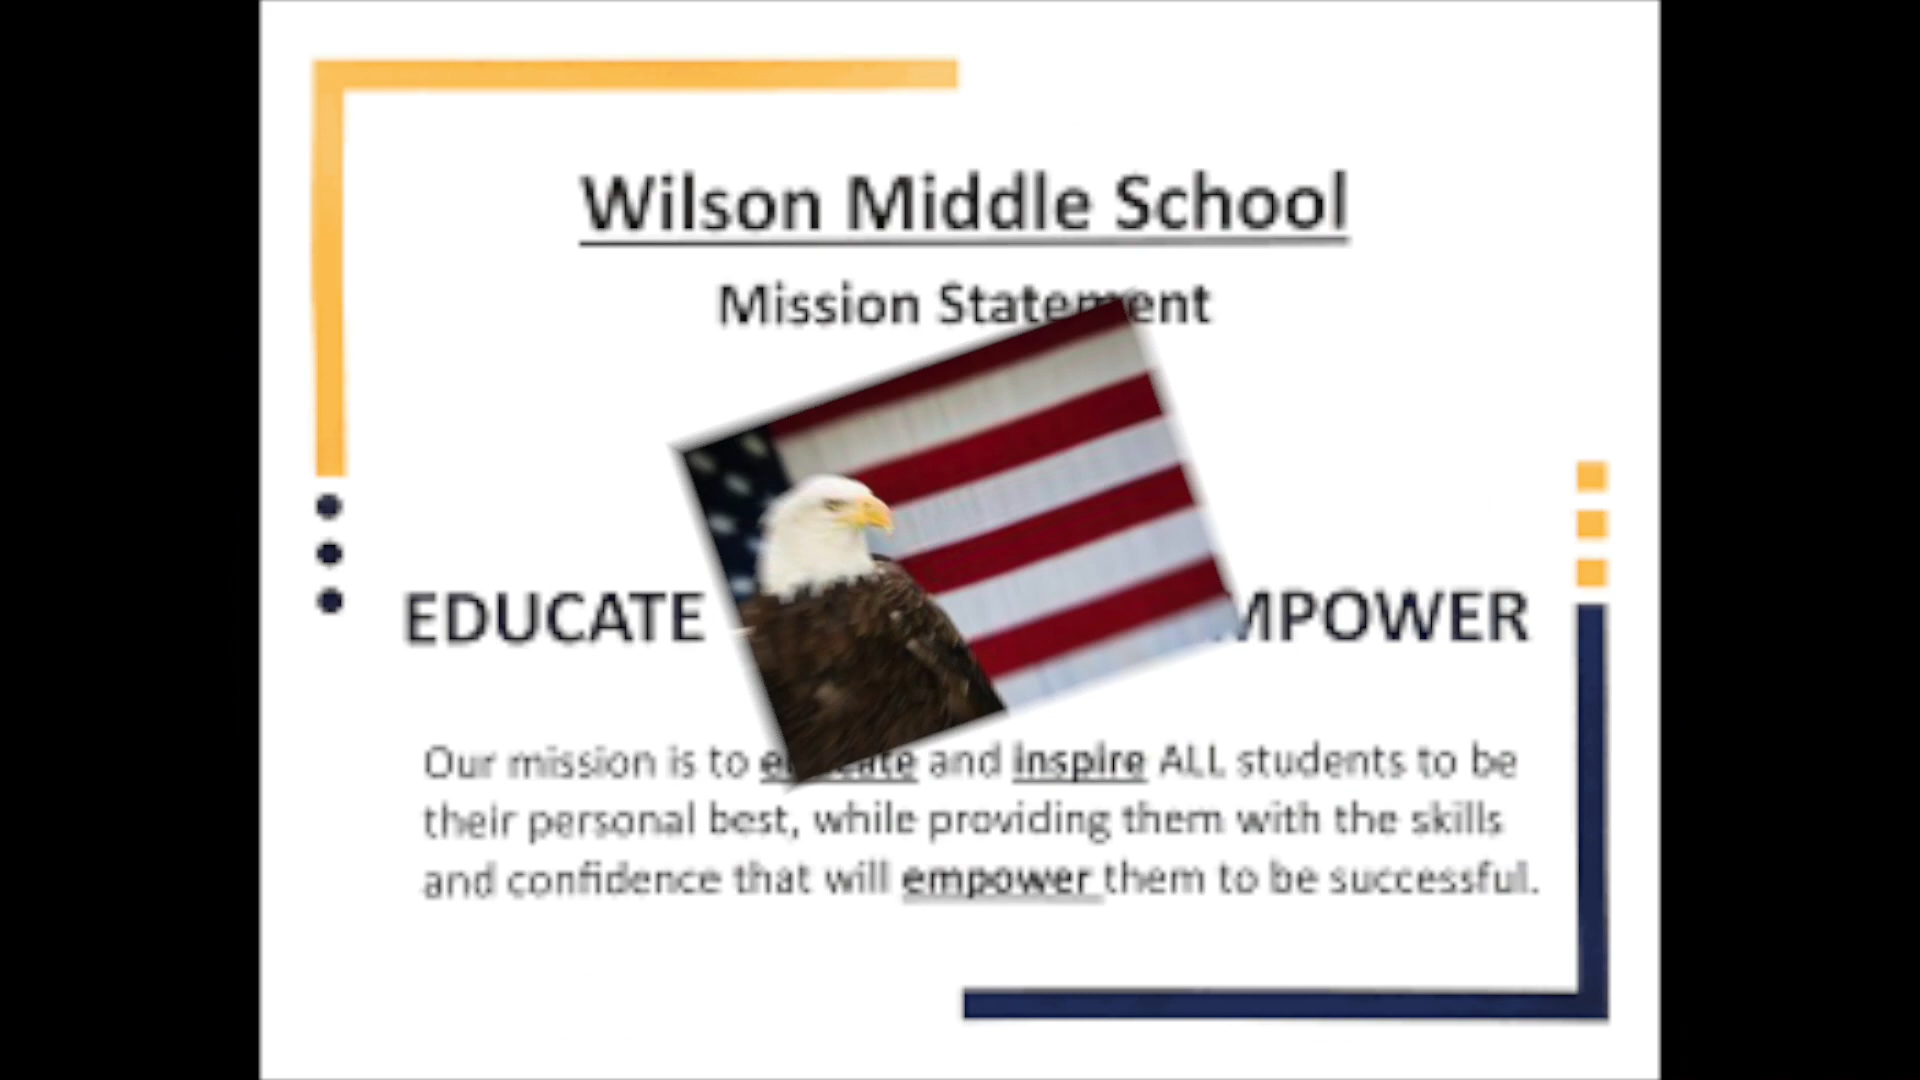 Wilson Middle School
Mission Statement
EDUCATE MPOWER
Our mission is to educate and inspire ALL students to be
their personal best, while providing them with the skills
and confidence that will empower them to be successful.